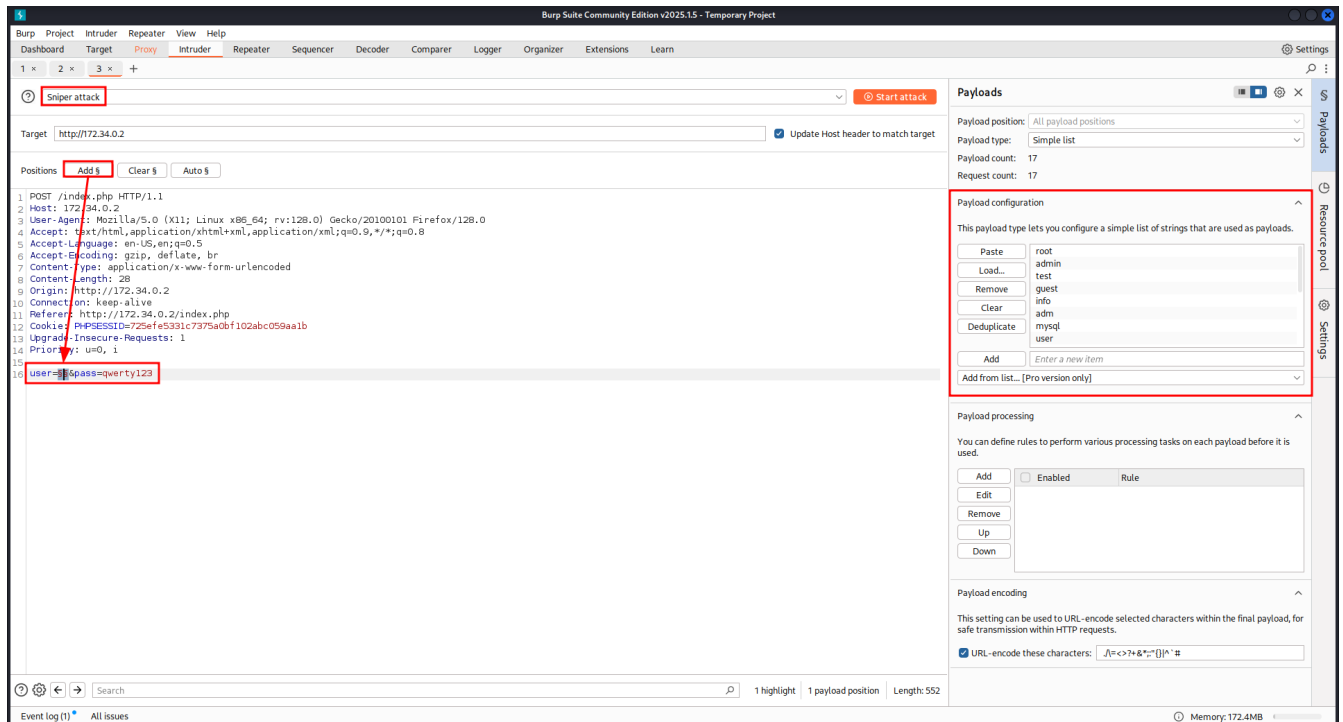 Burp Suite Community Edition v2025.1.5 - Temporary Project
Burp Project Intruder Repeater View Help
Dashboard Target Proxy Intruder Repeater Sequencer Decoder Comparer Logger Organizer Extensions Learn Settings
1 × 2 × 3 × +
Sniper attack Start attack
Target http://172.34.0.2 Update Host header to match target
Positions Add § Clear § Auto §
1 POST /index.php HTTP/1.1
2 Host: 172.34.0.2
3 User-Agent: Mozilla/5.0 (X11; Linux x86_64; rv:128.0) Gecko/20100101 Firefox/128.0
4 Accept: text/html,application/xhtml+xml,application/xml;q=0.9,*/*;q=0.8
5 Accept-Language: en-US,en;q=0.5
6 Accept-Encoding: gzip, deflate, br
7 Content-Type: application/x-www-form-urlencoded
8 Content-Length: 28
9 Origin: http://172.34.0.2
10 Connection: keep-alive
11 Referer: http://172.34.0.2/index.php
12 Cookie: PHPSESSID=725efe5331c7375a0bf102abc059aa1b
13 Upgrade-Insecure-Requests: 1
14 Priority: u=0, i
15
16 user=§§&pass=qwerty123
Search 1 highlight 1 payload position Length: 552
Payloads
Payload position: All payload positions
Payload type: Simple list
Payload count: 17
Request count: 17
Payload configuration
This payload type lets you configure a simple list of strings that are used as payloads.
Paste root
Load... admin
test
Remove guest
info
Clear adm
Deduplicate mysql
user
Add Enter a new item
Add from list... [Pro version only]
Payload processing
You can define rules to perform various processing tasks on each payload before it is
used.
Add Enabled Rule
Edit
Remove
Up
Down
Payload encoding
This setting can be used to URL-encode selected characters within the final payload, for
safe transmission within HTTP requests.
URL-encode these characters: ./\=<>?+&*;:"{}|^`#
§ Payloads
Resource pool
Settings
Event log (1) All issues Memory: 172.4MB